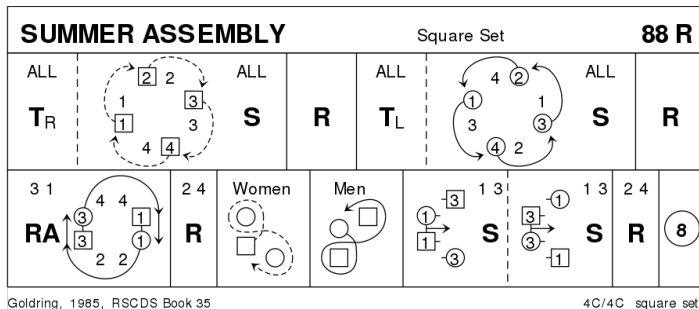 SUMMER ASSEMBLY Square Set 88 R
ALL ALL ALL ALL
TR 2 2 1 3 1 3 4 4 S R TL 4 2 1 1 3 3 4 2 S R
3 1 2 4 Women Men 1 3 1 3 2 4
RA 4 4 3 1 3 1 2 2 R 3 1 1 3 S 1 3 3 1 S R 8
Goldring, 1985, RSCDS Book 35 4C/4C square set